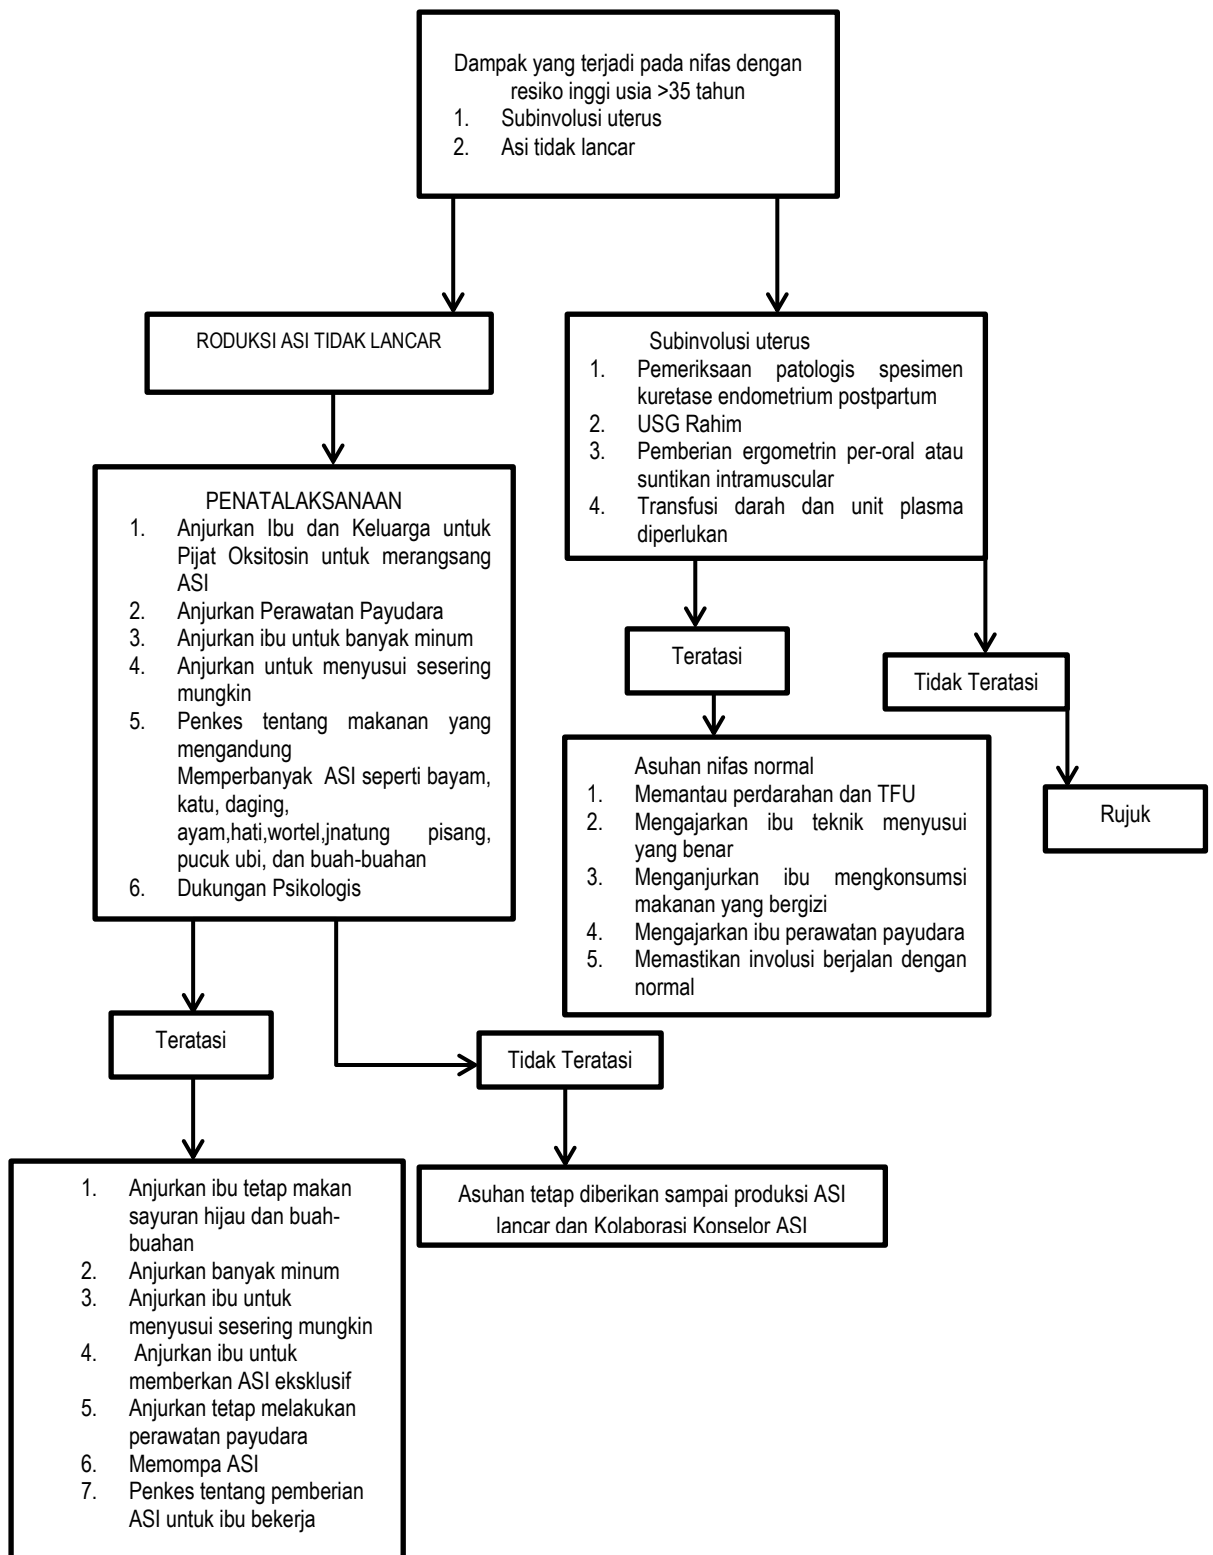 Dampak yang terjadi pada nifas dengan
resiko inggi usia >35 tahun
1. Subinvolusi uterus
2. Asi tidak lancar
RODUKSI ASI TIDAK LANCAR
Subinvolusi uterus
1. Pemeriksaan patologis spesimen
kuretase endometrium postpartum
2. USG Rahim
3. Pemberian ergometrin per-oral atau
suntikan intramuscular
4. Transfusi darah dan unit plasma
diperlukan
PENATALAKSANAAN
1. Anjurkan Ibu dan Keluarga untuk
Pijat Oksitosin untuk merangsang
ASI
2. Anjurkan Perawatan Payudara
3. Anjurkan ibu untuk banyak minum
4. Anjurkan untuk menyusui sesering
mungkin
5. Penkes tentang makanan yang
mengandung
Memperbanyak ASI seperti bayam,
katu, daging,
ayam,hati,wortel,jnatung pisang,
pucuk ubi, dan buah-buahan
6. Dukungan Psikologis
Teratasi
Tidak Teratasi
Asuhan nifas normal
1. Memantau perdarahan dan TFU
2. Mengajarkan ibu teknik menyusui
yang benar
3. Menganjurkan ibu mengkonsumsi
makanan yang bergizi
4. Mengajarkan ibu perawatan payudara
5. Memastikan involusi berjalan dengan
normal
Rujuk
Teratasi
Tidak Teratasi
1. Anjurkan ibu tetap makan
sayuran hijau dan buah-
buahan
2. Anjurkan banyak minum
3. Anjurkan ibu untuk
menyusui sesering mungkin
4. Anjurkan ibu untuk
memberkan ASI eksklusif
5. Anjurkan tetap melakukan
perawatan payudara
6. Memompa ASI
7. Penkes tentang pemberian
ASI untuk ibu bekerja
Asuhan tetap diberikan sampai produksi ASI
lancar dan Kolaborasi Konselor ASI